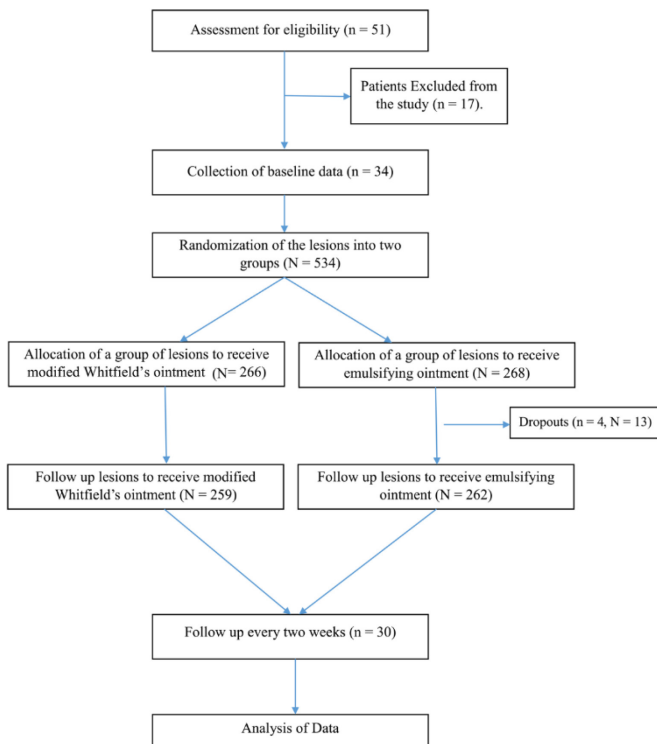 Assessment for eligibility (n = 51)
Patients Excluded from
the study (n = 17).
Collection of baseline data (n = 34)
Randomization of the lesions into two
groups (N = 534)
Allocation of a group of lesions to receive
modified Whitfield’s ointment (N= 266)
Allocation of a group of lesions to receive
emulsifying ointment (N = 268)
Dropouts (n = 4, N = 13)
Follow up lesions to receive modified
Whitfield’s ointment (N = 259)
Follow up lesions to receive emulsifying
ointment (N = 262)
Follow up every two weeks (n = 30)
Analysis of Data